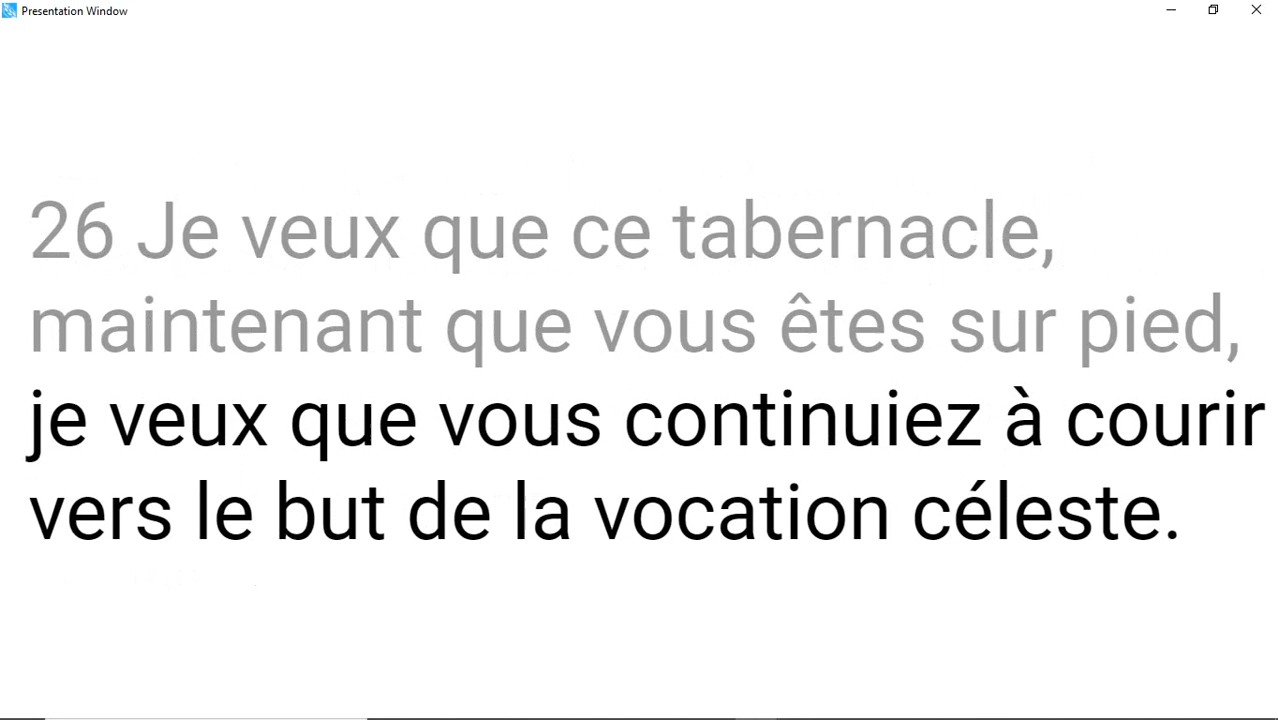 Presentation Window
26 Je veux que ce tabernacle,
maintenant que vous êtes sur pied,
je veux que vous continuiez à courir
vers le but de la vocation céleste.